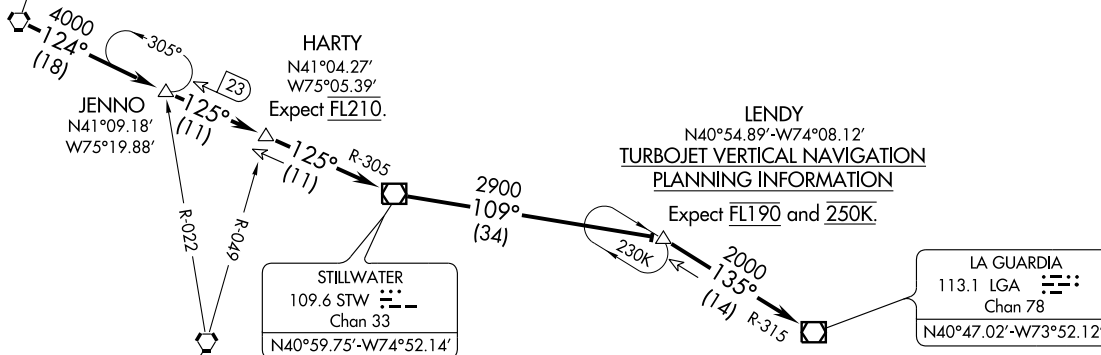 4000
124°
(18)
305°
23
JENNO
N41°09.18'
W75°19.88'
125°
(11)
HARTY
N41°04.27'
W75°05.39'
Expect FL210.
125°
(11)
R-305
R-022
R-049
STILLWATER
109.6 STW
Chan 33
N40°59.75'-W74°52.14'
2900
109°
(34)
LENDY
N40°54.89'-W74°08.12'
TURBOJET VERTICAL NAVIGATION
PLANNING INFORMATION
Expect FL190 and 250K.
230K
2000
135°
(14)
R-315
LA GUARDIA
113.1 LGA
Chan 78
N40°47.02'-W73°52.12'